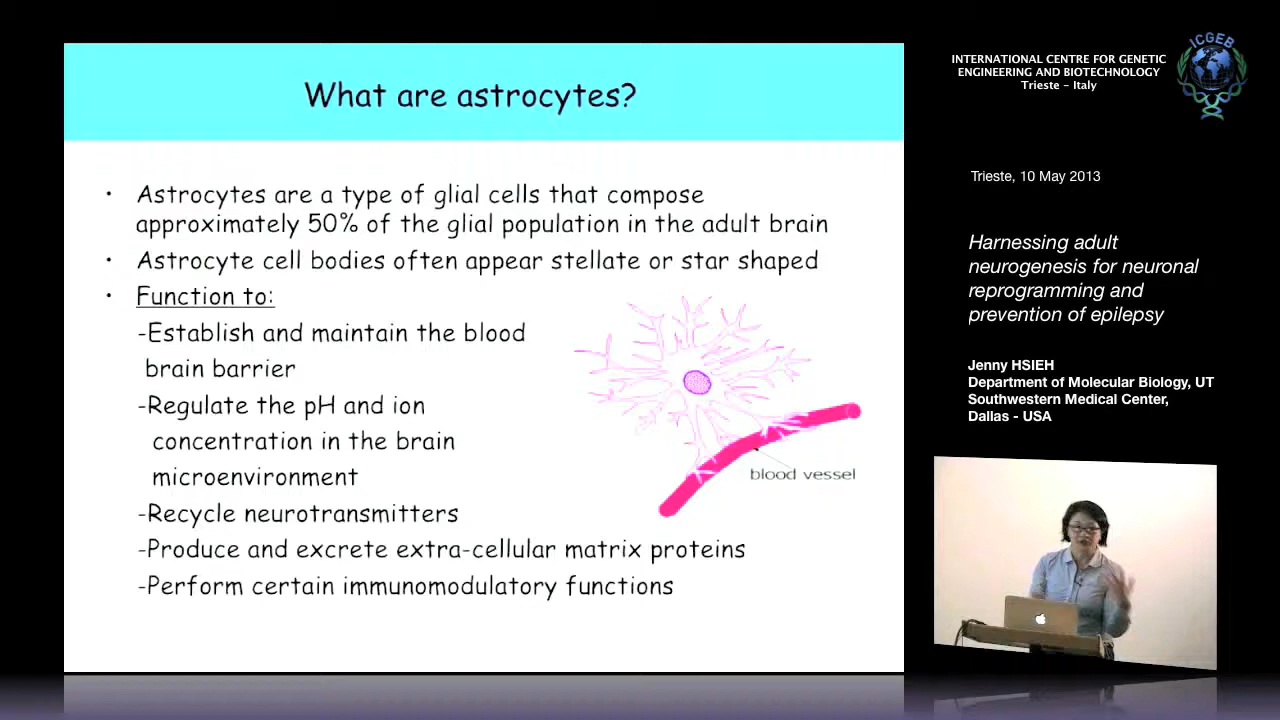 What are astrocytes?
• Astrocytes are a type of glial cells that compose
approximately 50% of the glial population in the adult brain
• Astrocyte cell bodies often appear stellate or star shaped
• Function to:
-Establish and maintain the blood
brain barrier
-Regulate the pH and ion
concentration in the brain
microenvironment
-Recycle neurotransmitters
-Produce and excrete extra-cellular matrix proteins
-Perform certain immunomodulatory functions
blood vessel
INTERNATIONAL CENTRE FOR GENETIC
ENGINEERING AND BIOTECHNOLOGY
Trieste - Italy
ICGEB
Trieste, 10 May 2013
Harnessing adult
neurogenesis for neuronal
reprogramming and
prevention of epilepsy
Jenny HSIEH
Department of Molecular Biology, UT
Southwestern Medical Center,
Dallas - USA